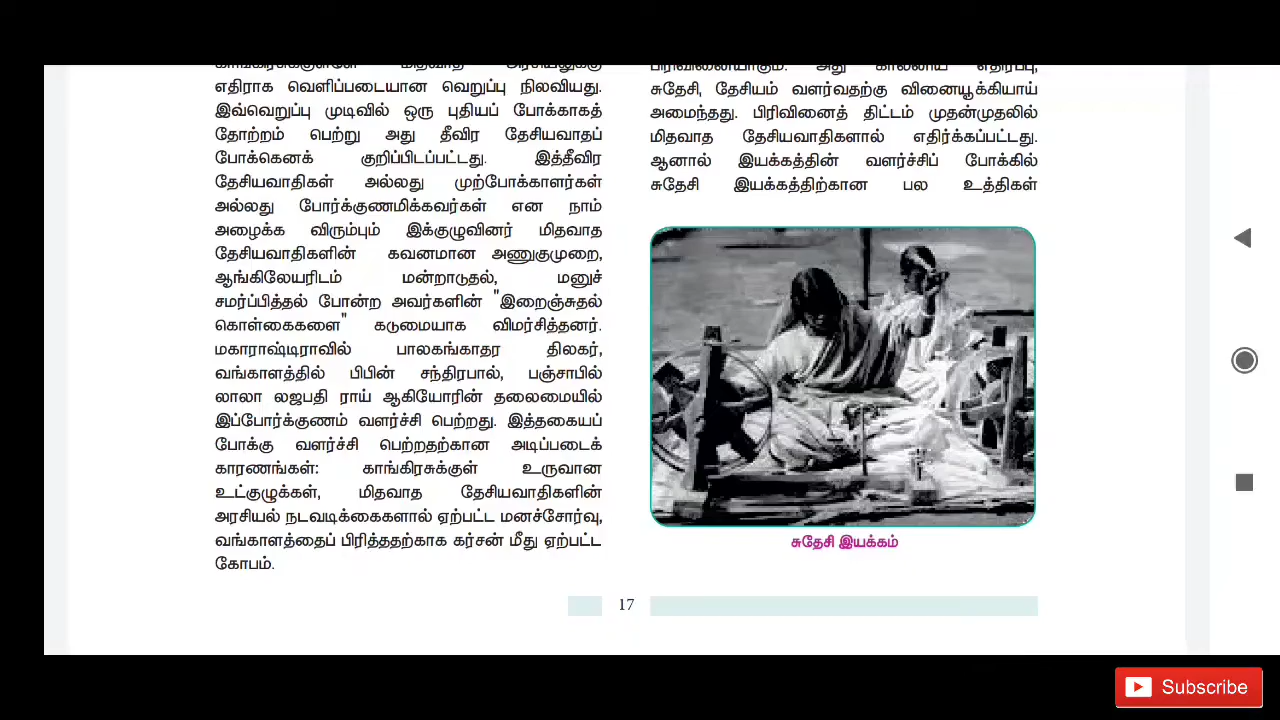 எதிராக வெளிப்படையான வெறுப்பு நிலவியது.
இவ்வெறுப்பு முடிவில் ஒரு புதியப் போக்காகத்
தோற்றம் பெற்று அது தீவிர தேசியவாதப்
போக்கெனக் குறிப்பிடப்பட்டது. இத்தீவிர
தேசியவாதிகள் அல்லது முற்போக்காளர்கள்
அல்லது போர்க்குணமிக்கவர்கள் என நாம்
அழைக்க விரும்பும் இக்குழுவினர் மிதவாத
தேசியவாதிகளின் கவனமான அணுகுமுறை,
ஆங்கிலேயரிடம் மன்றாடுதல், மனுச்
சமர்ப்பித்தல் போன்ற அவர்களின் "இறைஞ்சுதல்
கொள்கைகளை" கடுமையாக விமர்சித்தனர்.
மகாராஷ்டிராவில் பாலகங்காதர திலகர்,
வங்காளத்தில் பிபின் சந்திரபால், பஞ்சாபில்
லாலா லஜபதி ராய் ஆகியோரின் தலைமையில்
இப்போர்க்குணம் வளர்ச்சி பெற்றது. இத்தகையப்
போக்கு வளர்ச்சி பெற்றதற்கான அடிப்படைக்
காரணங்கள்: காங்கிரசுக்குள் உருவான
உட்குழுக்கள், மிதவாத தேசியவாதிகளின்
அரசியல் நடவடிக்கைகளால் ஏற்பட்ட மனச்சோர்வு,
வங்காளத்தைப் பிரித்ததற்காக கர்சன் மீது ஏற்பட்ட
கோபம்.
பிரிவினையாகும். அது காலனிய எதிர்ப்பு,
சுதேசி, தேசியம் வளர்வதற்கு வினையூக்கியாய்
அமைந்தது. பிரிவினைத் திட்டம் முதன்முதலில்
மிதவாத தேசியவாதிகளால் எதிர்க்கப்பட்டது.
ஆனால் இயக்கத்தின் வளர்ச்சிப் போக்கில்
சுதேசி இயக்கத்திற்கான பல உத்திகள்
சுதேசி இயக்கம்
17
Subscribe